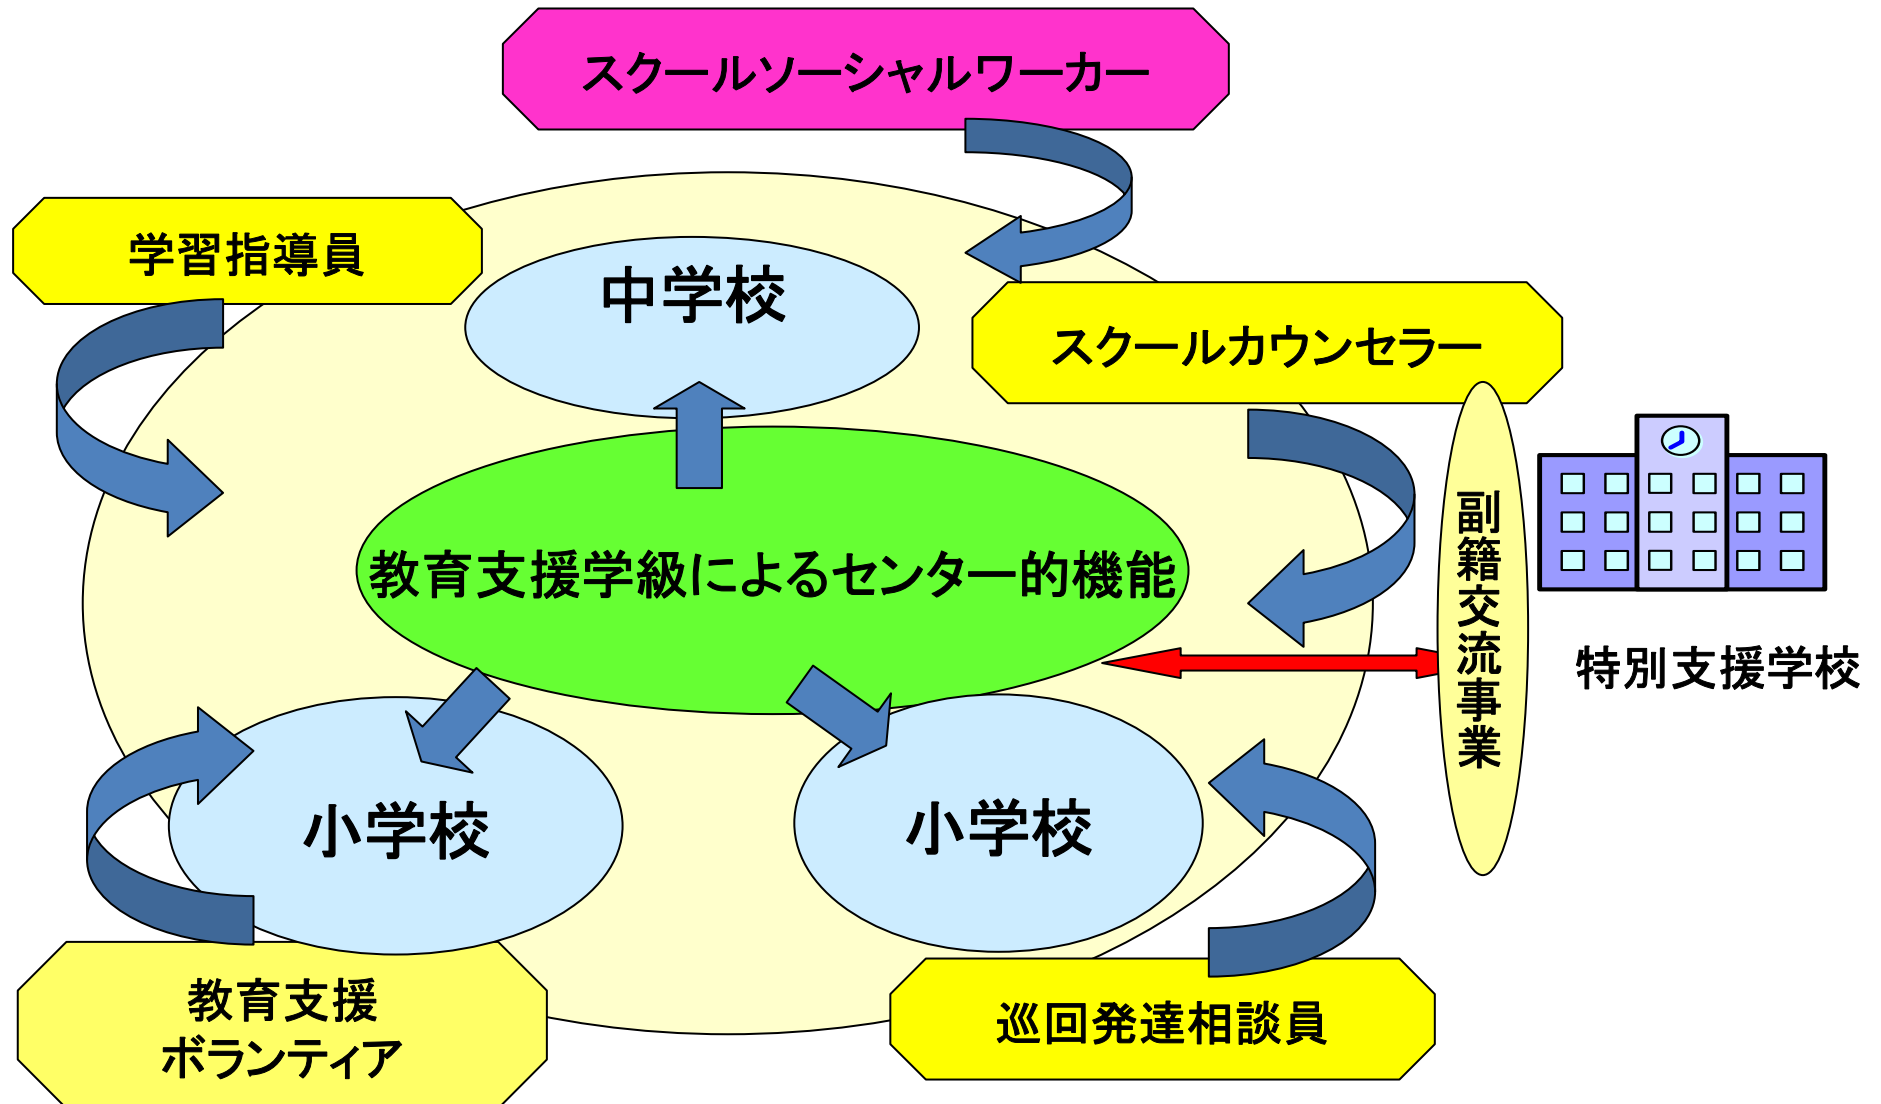 スクールソーシャルワーカー
学習指導員
中学校
スクールカウンセラー
教育支援学級によるセンター的機能
副籍交流事業
特別支援学校
小学校
小学校
教育支援
ボランティア
巡回発達相談員